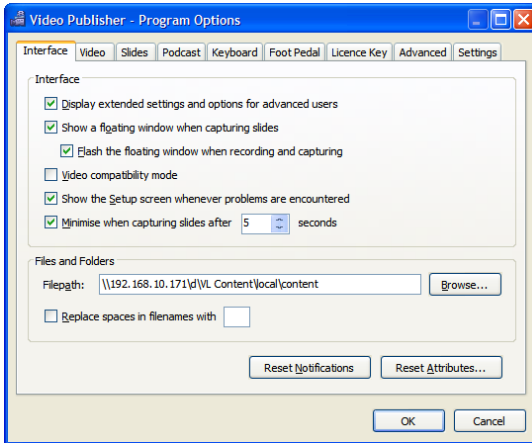 Video Publisher - Program Options
Interface Video Slides Podcast Keyboard Foot Pedal Licence Key Advanced Settings
Interface
Display extended settings and options for advanced users
Show a floating window when capturing slides
Flash the floating window when recording and capturing
Video compatibility mode
Show the Setup screen whenever problems are encountered
Minimise when capturing slides after 5 seconds
Files and Folders
Filepath: \\192.168.10.171\d\VL Content\local\content Browse...
Replace spaces in filenames with
Reset Notifications Reset Attributes...
OK Cancel